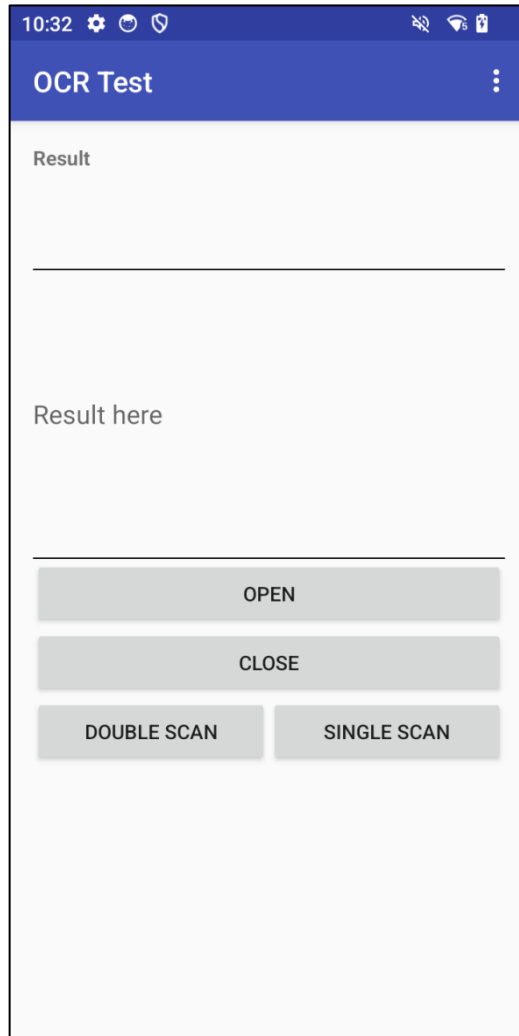 10:32
OCR Test
Result
Result here
OPEN
CLOSE
DOUBLE SCAN SINGLE SCAN